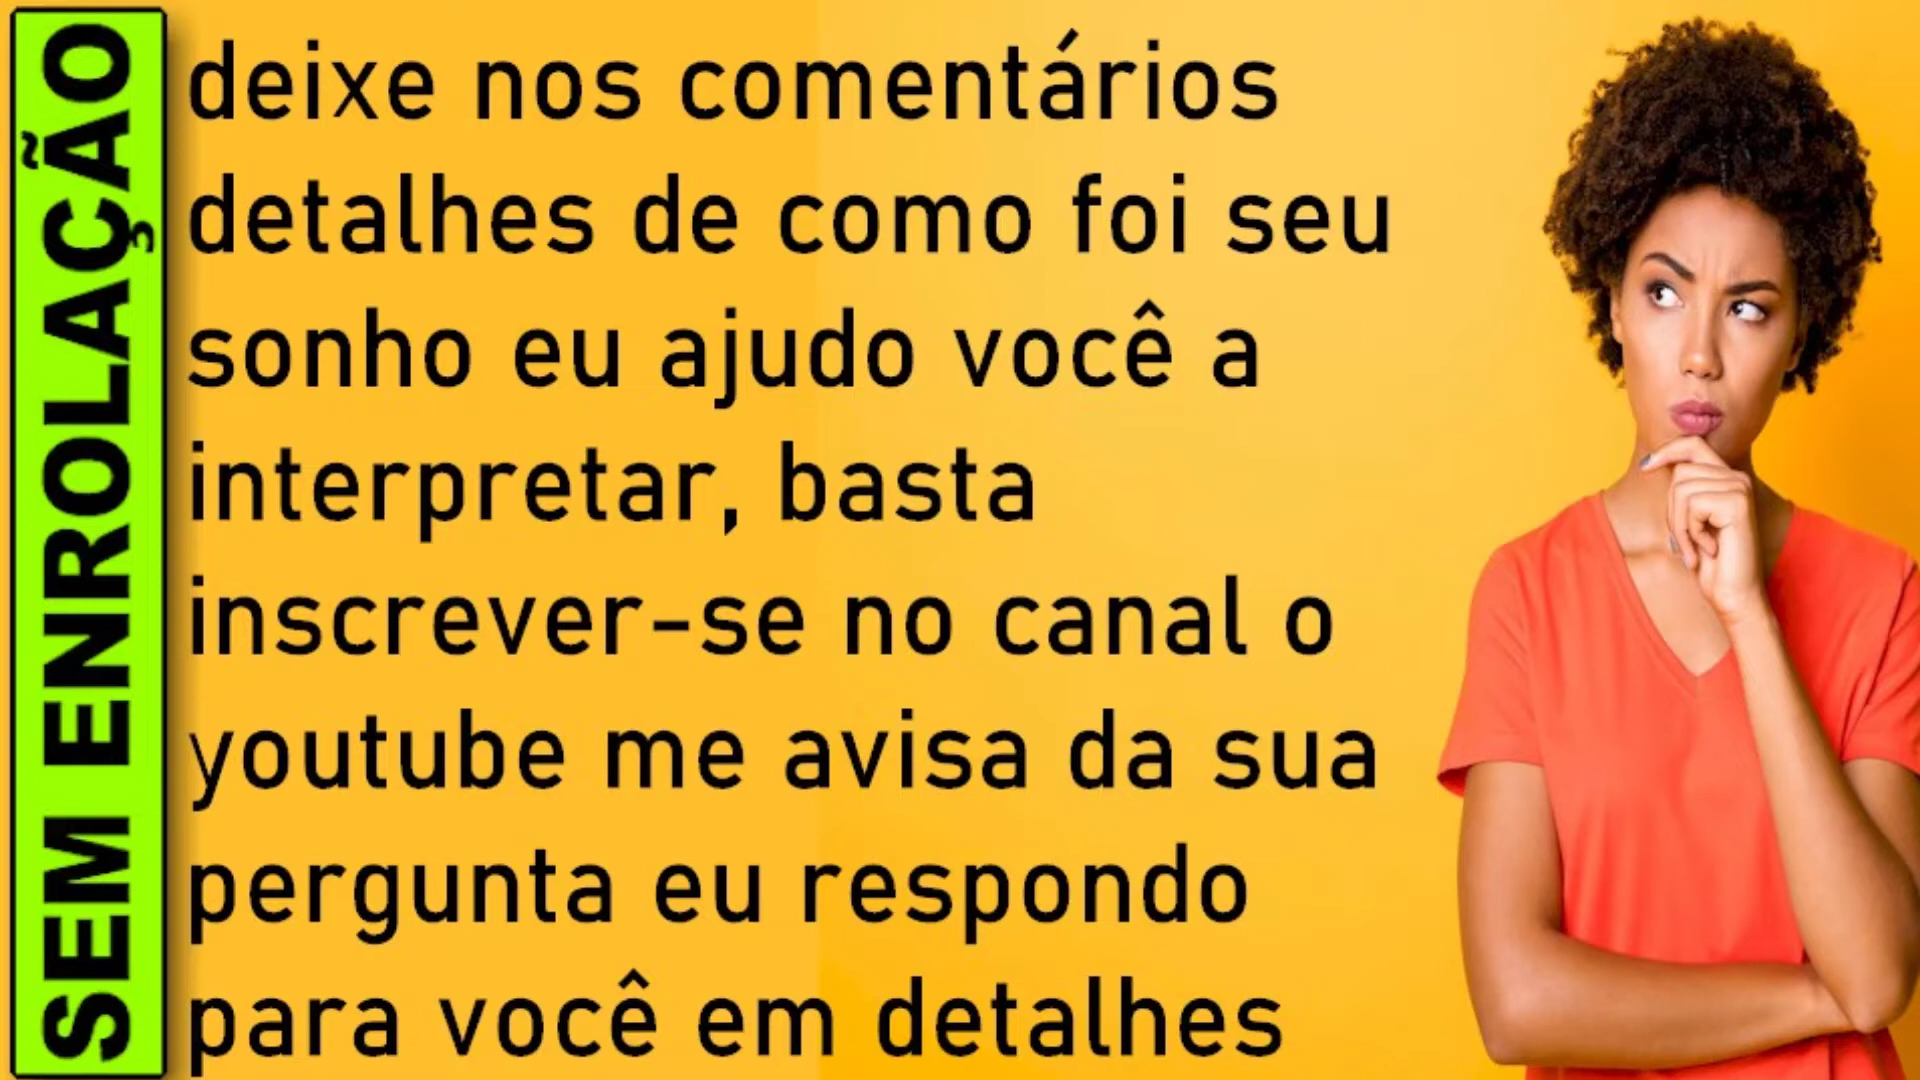 SEM ENROLAÇÃO
deixe nos comentários
detalhes de como foi seu
sonho eu ajudo você a
interpretar, basta
inscrever-se no canal o
youtube me avisa da sua
pergunta eu respondo
para você em detalhes